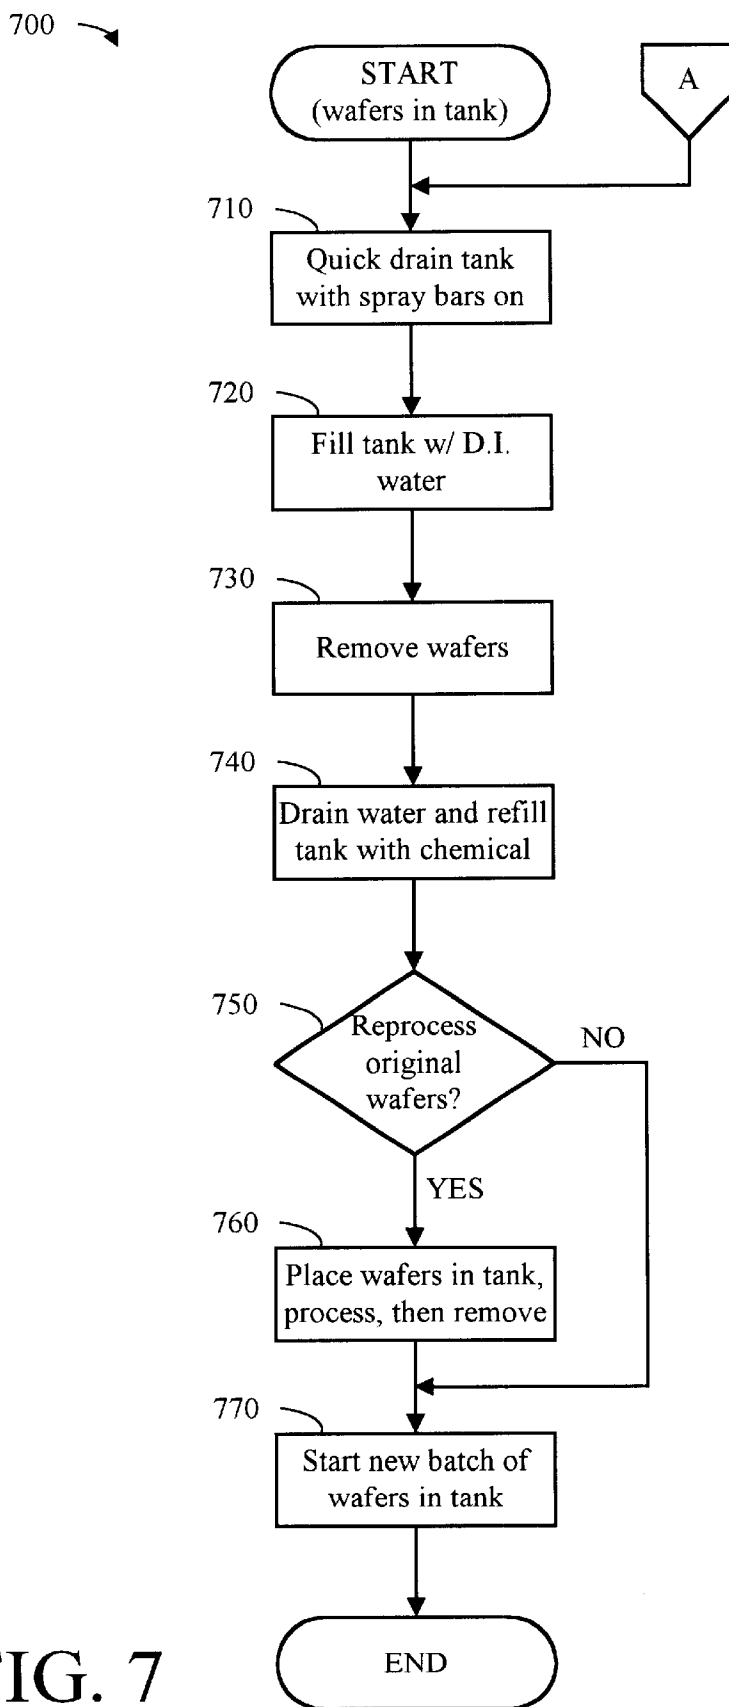 700
START
(wafers in tank)
A
710
Quick drain tank
with spray bars on
720
Fill tank w/ D.I.
water
730
Remove wafers
740
Drain water and refill
tank with chemical
750
Reprocess
original
wafers?
NO
YES
760
Place wafers in tank,
process, then remove
770
Start new batch of
wafers in tank
END
IG. 7